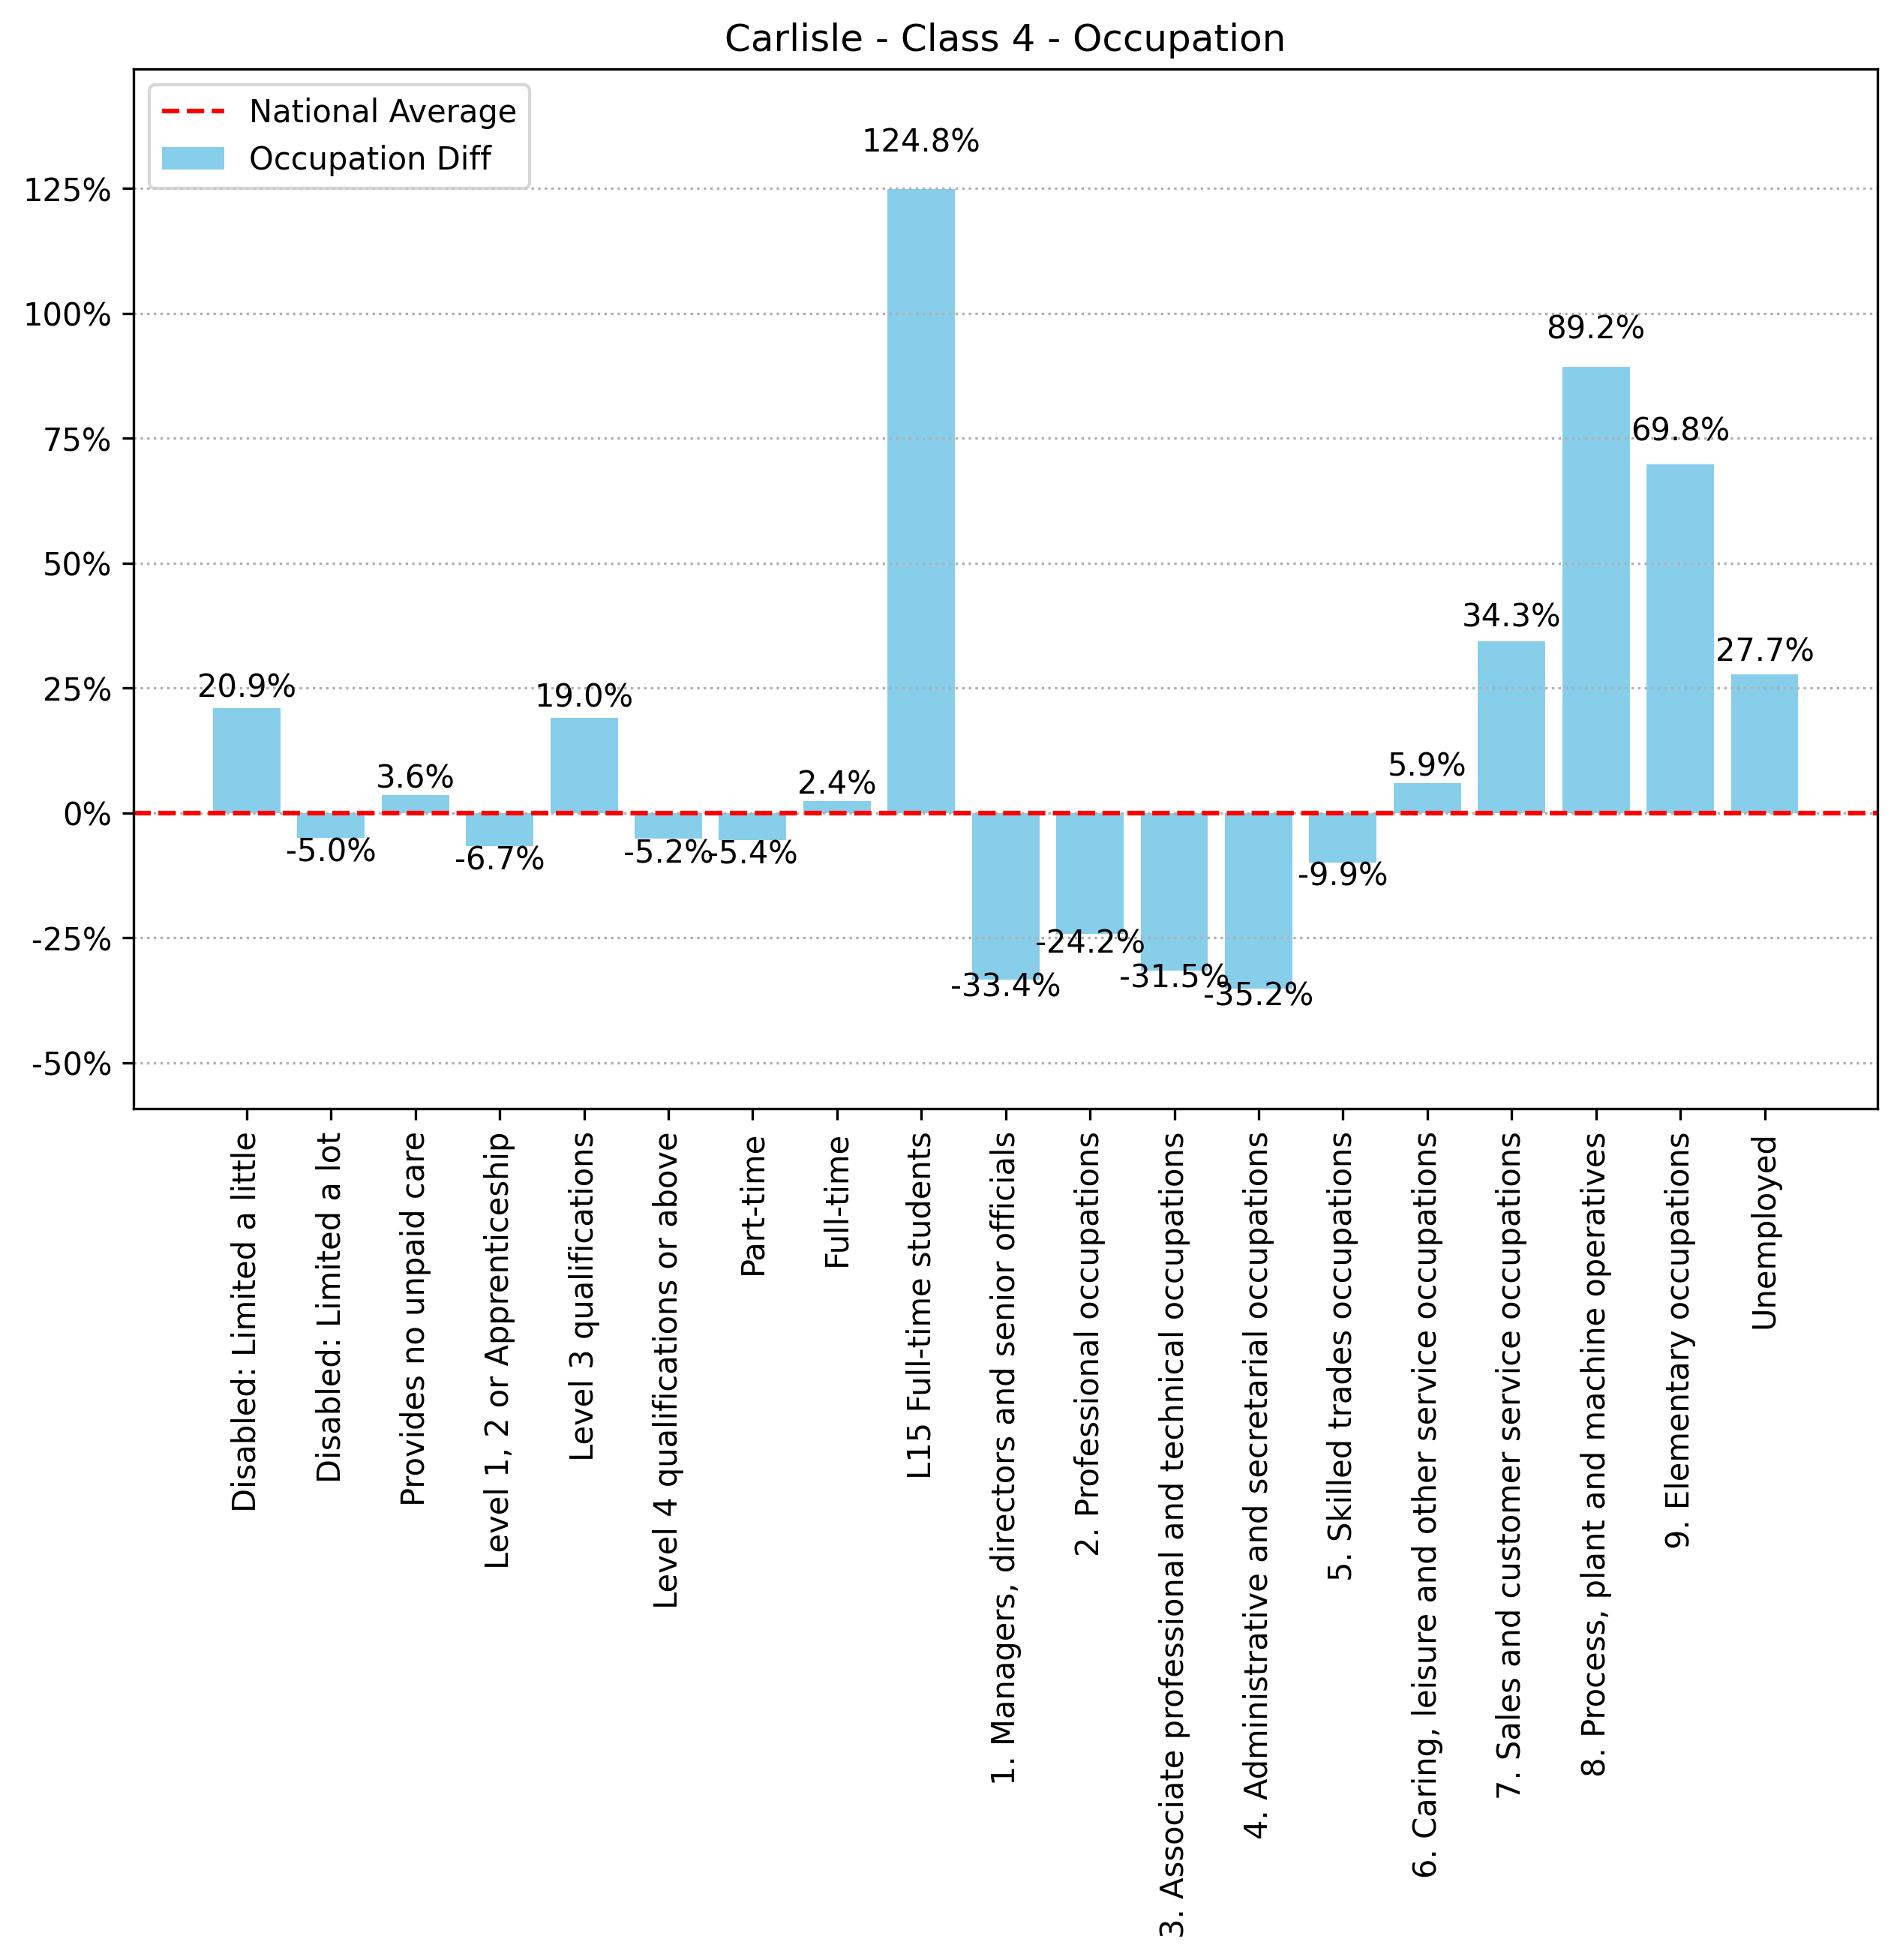 Carlisle - Class 4 - Occupation
National Average
Occupation Diff
125%
100%
75%
50%
25%
0%
-25%
-50%
20.9%
-5.0%
3.6%
-6.7%
19.0%
-5.2%
-5.4%
2.4%
124.8%
-33.4%
-24.2%
-31.5%
-35.2%
-9.9%
5.9%
34.3%
89.2%
69.8%
27.7%
Disabled: Limited a little
Disabled: Limited a lot
Provides no unpaid care
Level 1, 2 or Apprenticeship
Level 3 qualifications
Level 4 qualifications or above
Part-time
Full-time
L15 Full-time students
1. Managers, directors and senior officials
2. Professional occupations
3. Associate professional and technical occupations
4. Administrative and secretarial occupations
5. Skilled trades occupations
6. Caring, leisure and other service occupations
7. Sales and customer service occupations
8. Process, plant and machine operatives
9. Elementary occupations
Unemployed